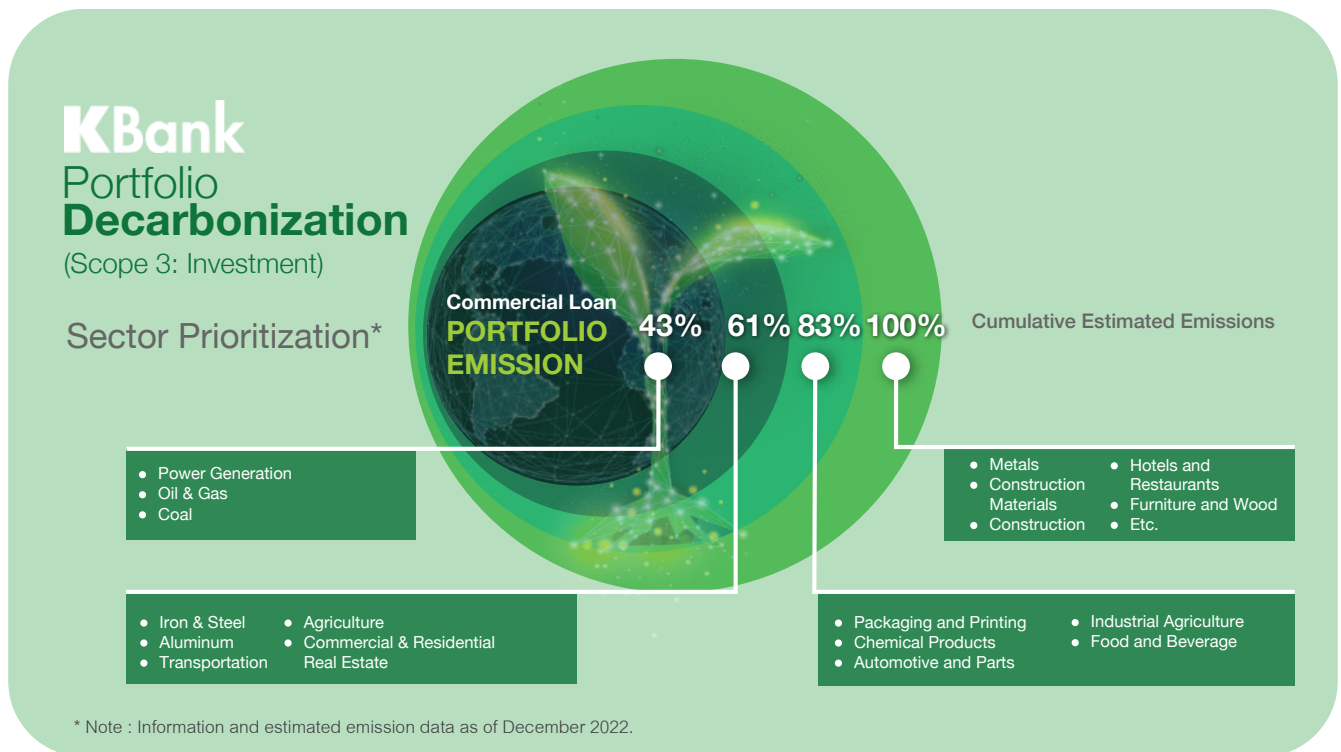 KBank
Portfolio
Decarbonization
(Scope 3: Investment)
Sector Prioritization*
Commercial Loan
PORTFOLIO
EMISSION
43% 61% 83% 100%
Cumulative Estimated Emissions
● Power Generation
● Oil & Gas
● Coal
● Metals
● Construction
Materials
● Construction
● Hotels and
Restaurants
● Furniture and Wood
● Etc.
● Iron & Steel
● Aluminum
● Transportation
● Agriculture
● Commercial & Residential
Real Estate
● Packaging and Printing
● Chemical Products
● Automotive and Parts
● Industrial Agriculture
● Food and Beverage
* Note : Information and estimated emission data as of December 2022.